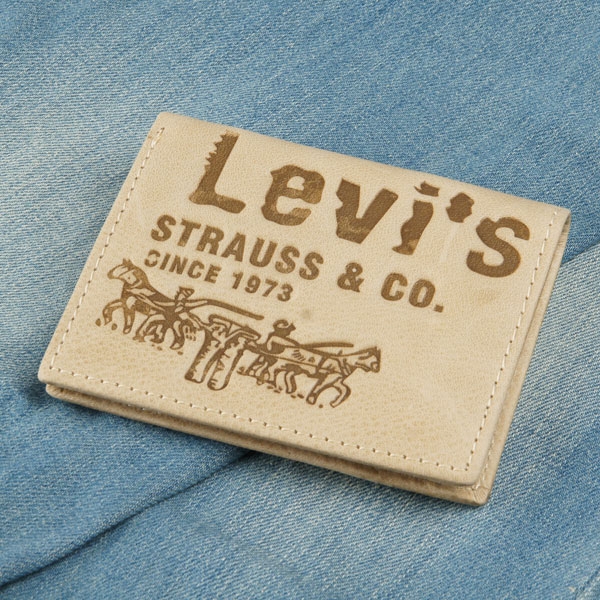 Levi's
STRAUSS & CO.
SINCE 1973